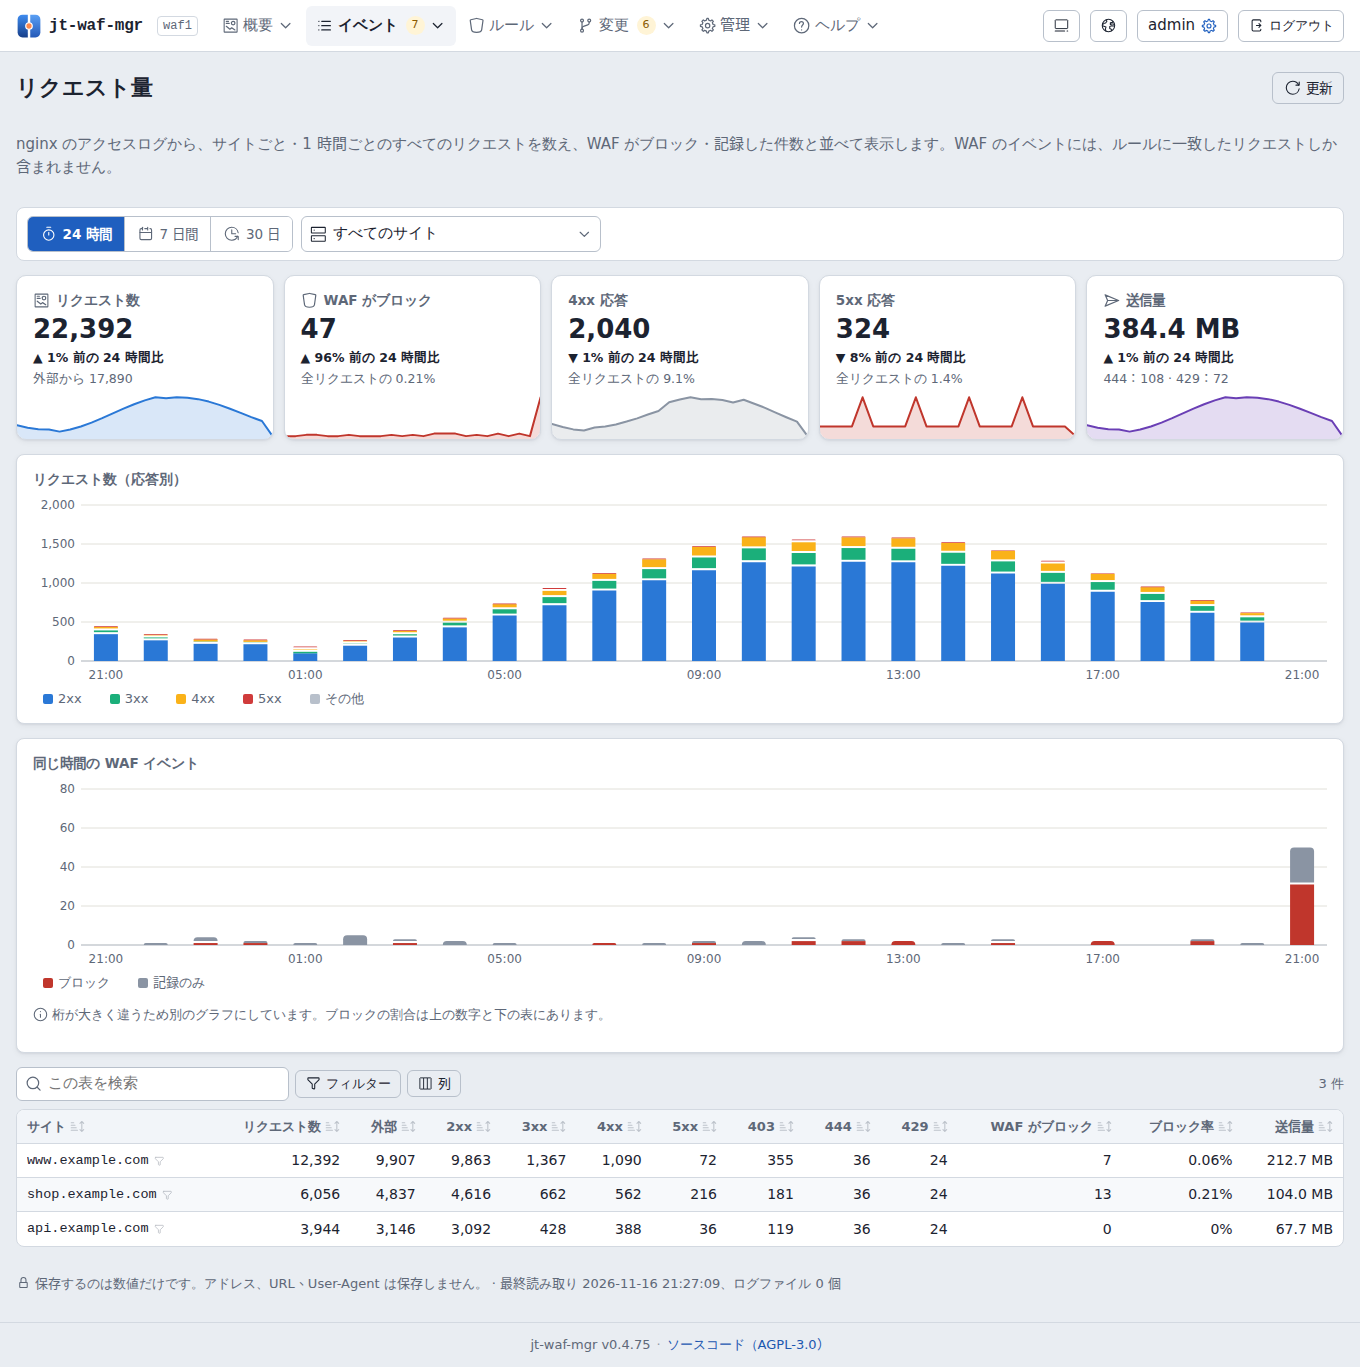 jt-waf-mgr waf1 概要 イベント 7 ルール 変更 6 管理 ヘルプ admin ログアウト
リクエスト量 更新
nginx のアクセスログから、サイトごと・1 時間ごとのすべてのリクエストを数え、WAF がブロック・記録した件数と並べて表示します。WAF のイベントには、ルールに一致したリクエストしか
含まれません。
24 時間 7 日間 30 日 すべてのサイト
リクエスト数 WAF がブロック 4xx 応答 5xx 応答 送信量
22,392 47 2,040 324 384.4 MB
▲ 1% 前の 24 時間比 ▲ 96% 前の 24 時間比 ▼ 1% 前の 24 時間比 ▼ 8% 前の 24 時間比 ▲ 1% 前の 24 時間比
外部から 17,890 全リクエストの 0.21% 全リクエストの 9.1% 全リクエストの 1.4% 444：108 · 429：72
リクエスト数（応答別）
2,000
1,500
1,000
500
0
21:00 01:00 05:00 09:00 13:00 17:00 21:00
2xx 3xx 4xx 5xx その他
同じ時間の WAF イベント
80
60
40
20
0
21:00 01:00 05:00 09:00 13:00 17:00 21:00
ブロック 記録のみ
桁が大きく違うため別のグラフにしています。ブロックの割合は上の数字と下の表にあります。
この表を検索 フィルター 列 3 件
サイト リクエスト数 外部 2xx 3xx 4xx 5xx 403 444 429 WAF がブロック ブロック率 送信量
www.example.com 12,392 9,907 9,863 1,367 1,090 72 355 36 24 7 0.06% 212.7 MB
shop.example.com 6,056 4,837 4,616 662 562 216 181 36 24 13 0.21% 104.0 MB
api.example.com 3,944 3,146 3,092 428 388 36 119 36 24 0 0% 67.7 MB
保存するのは数値だけです。アドレス、URL、User-Agent は保存しません。 · 最終読み取り 2026-11-16 21:27:09、ログファイル 0 個
jt-waf-mgr v0.4.75 · ソースコード（AGPL-3.0）